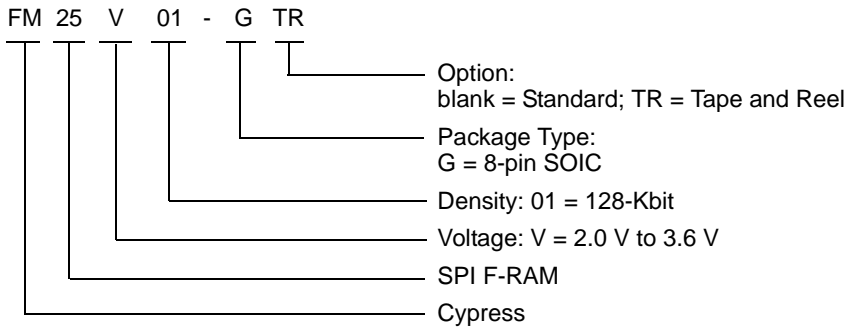 FM 25 V 01 - G TR
Option:
blank = Standard; TR = Tape and Reel
Package Type:
G = 8-pin SOIC
Density: 01 = 128-Kbit
Voltage: V = 2.0 V to 3.6 V
SPI F-RAM
Cypress